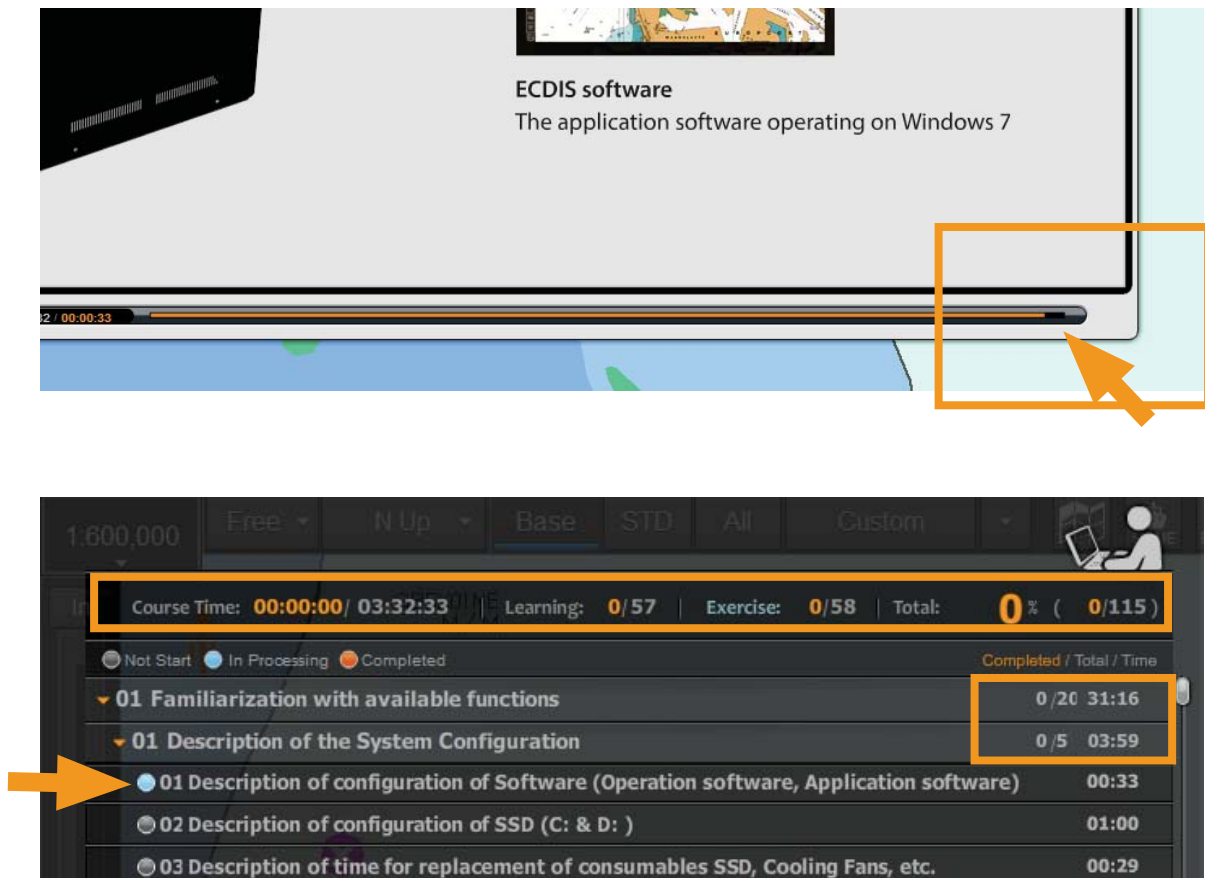 ECDIS software
The application software operating on Windows 7
2 / 00:00:33
1:600,000 Free N Up Base STD All Custom
Course Time: 00:00:00/ 03:32:33 | Learning: 0/57 | Exercise: 0/58 | Total: 0 % ( 0/115 )
Not Start In Processing Completed Completed / Total / Time
01 Familiarization with available functions 0/20 31:16
01 Description of the System Configuration 0/5 03:59
01 Description of configuration of Software (Operation software, Application software) 00:33
02 Description of configuration of SSD (C: & D: ) 01:00
03 Description of time for replacement of consumables SSD, Cooling Fans, etc. 00:29